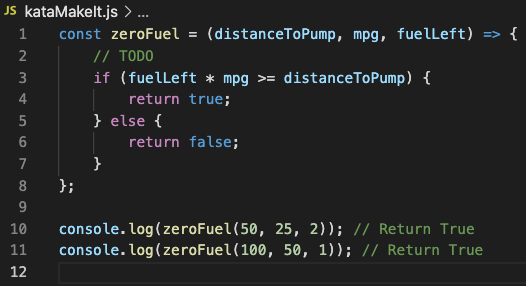 JS kataMakeIt.js > ...
1 const zeroFuel = (distanceToPump, mpg, fuelLeft) => {
2     // TODO
3     if (fuelLeft * mpg >= distanceToPump) {
4         return true;
5     } else {
6         return false;
7     }
8 };
9
10 console.log(zeroFuel(50, 25, 2)); // Return True
11 console.log(zeroFuel(100, 50, 1)); // Return True
12